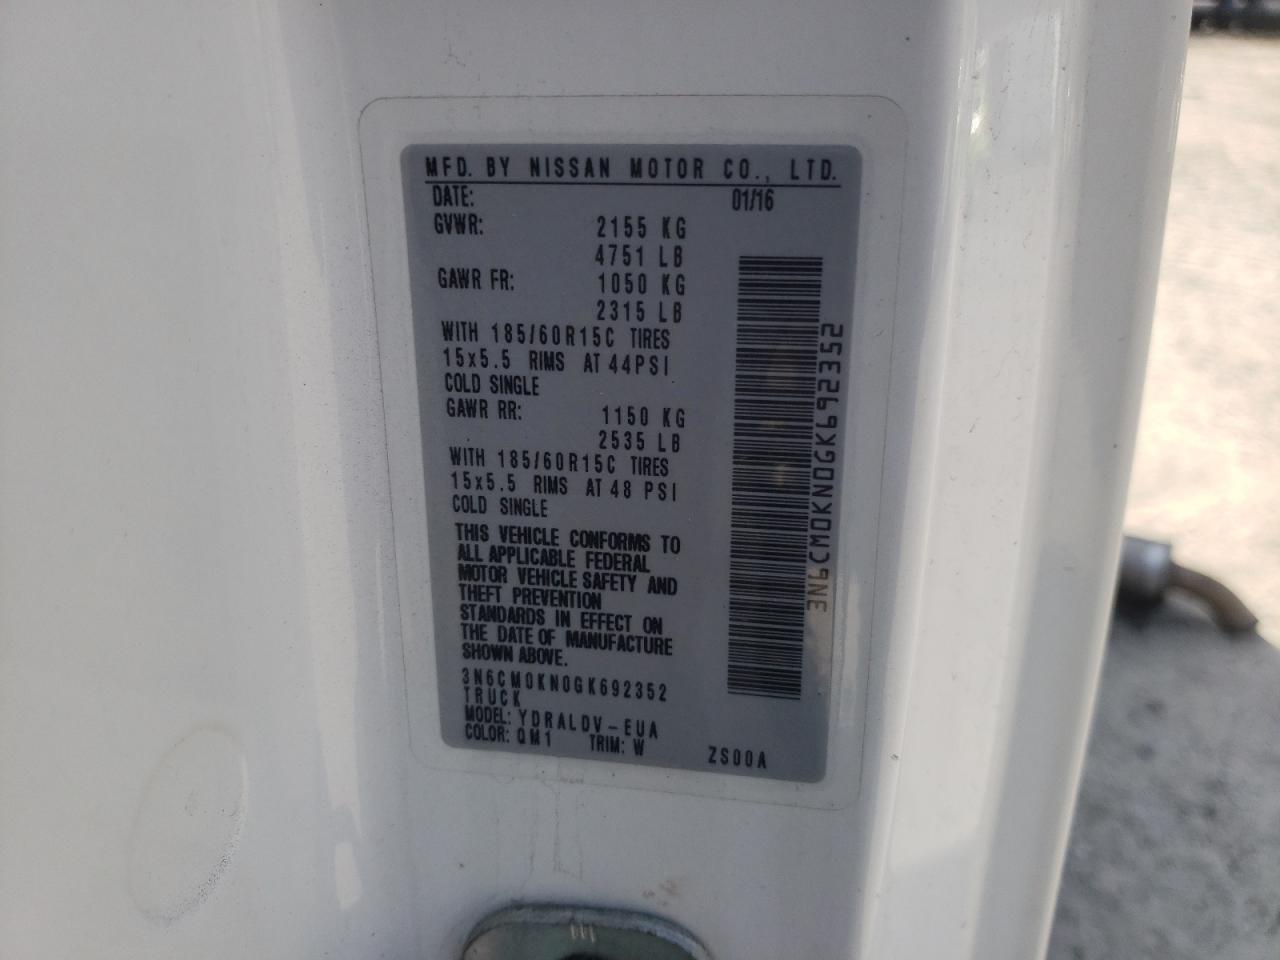 MFD. BY NISSAN MOTOR CO., LTD.
DATE: 01/16
GVWR: 2155 KG
4751 LB
GAWR FR: 1050 KG
2315 LB
WITH 185/60R15C TIRES
15x5.5 RIMS AT 44PSI
COLD SINGLE
GAWR RR: 1150 KG
2535 LB
WITH 185/60R15C TIRES
15x5.5 RIMS AT 48 PSI
COLD SINGLE
THIS VEHICLE CONFORMS TO
ALL APPLICABLE FEDERAL
MOTOR VEHICLE SAFETY AND
THEFT PREVENTION
STANDARDS IN EFFECT ON
THE DATE OF MANUFACTURE
SHOWN ABOVE.
3N6CM0KN0GK692352
TRUCK
MODEL: YDRALDV-EUA
COLOR: QM1 TRIM: W ZS00A
3N6CM0KN0GK692352